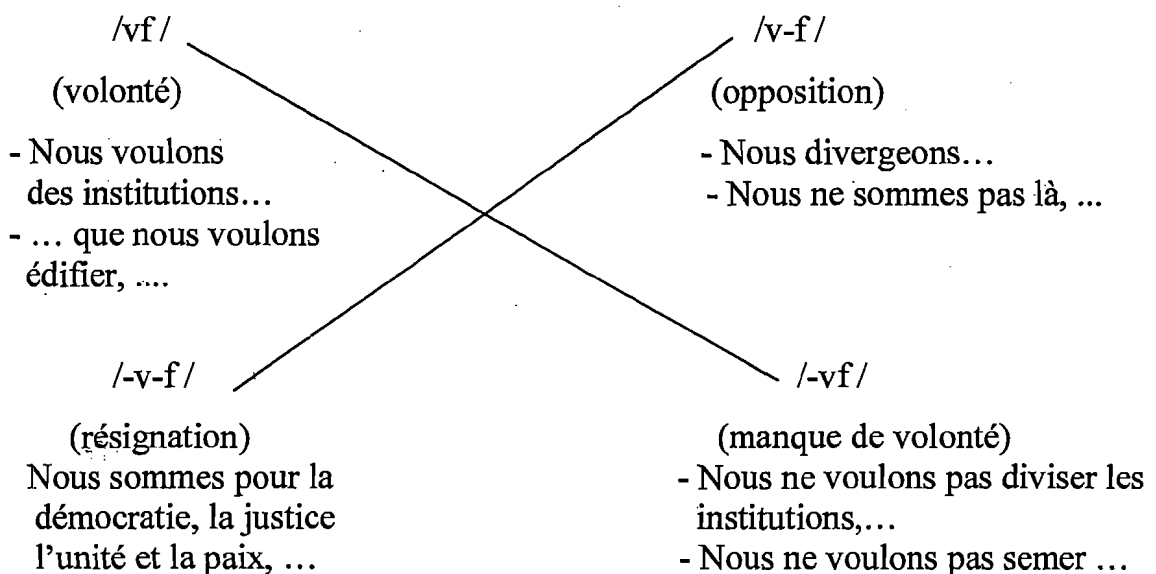 /vf /
(volonté)
- Nous voulons
des institutions...
- ... que nous voulons
édifier, ....
/v-f /
(opposition)
- Nous divergeons...
- Nous ne sommes pas là, ...
/-v-f /
(résignation)
Nous sommes pour la
démocratie, la justice
l'unité et la paix, ...
/-vf /
(manque de volonté)
- Nous ne voulons pas diviser les
institutions,...
- Nous ne voulons pas semer ...